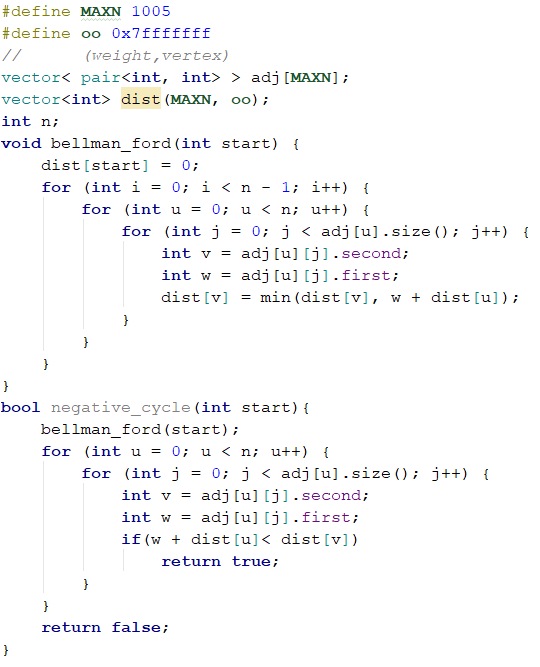 #define MAXN 1005
#define oo 0x7fffffff
//      (weight,vertex)
vector< pair<int, int> > adj[MAXN];
vector<int> dist(MAXN, oo);
int n;
void bellman_ford(int start) {
    dist[start] = 0;
    for (int i = 0; i < n - 1; i++) {
        for (int u = 0; u < n; u++) {
            for (int j = 0; j < adj[u].size(); j++) {
                int v = adj[u][j].second;
                int w = adj[u][j].first;
                dist[v] = min(dist[v], w + dist[u]);
            }
        }
    }
}
bool negative_cycle(int start){
    bellman_ford(start);
    for (int u = 0; u < n; u++) {
        for (int j = 0; j < adj[u].size(); j++) {
            int v = adj[u][j].second;
            int w = adj[u][j].first;
            if(w + dist[u]< dist[v])
                return true;
        }
    }
    return false;
}